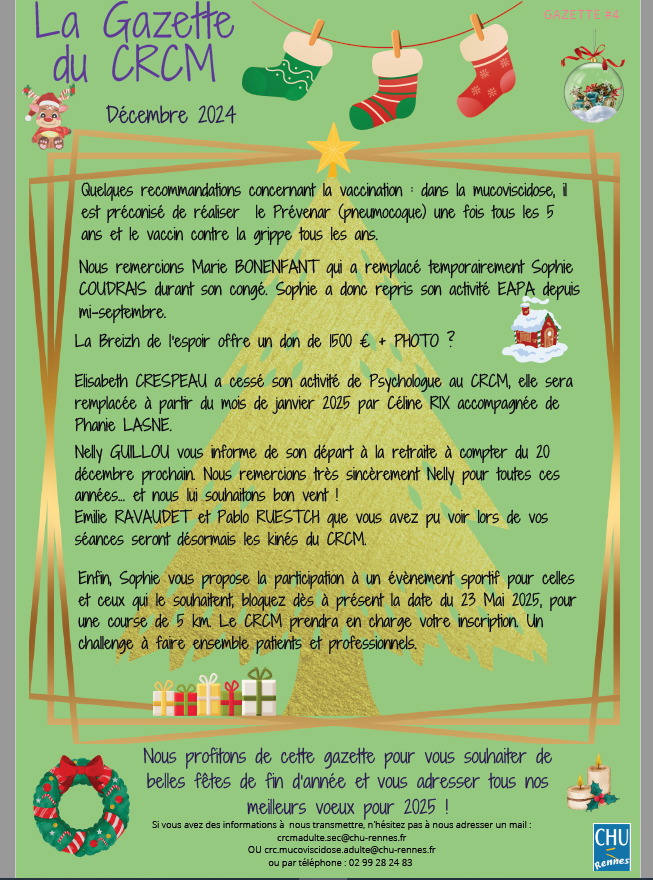 La Gazette
du CRCM
GAZETTE #4
Décembre 2024
Quelques recommandations concernant la vaccination : dans la mucoviscidose, il
est préconisé de réaliser le Prévenar (pneumocoque) une fois tous les 5
ans et le vaccin contre la grippe tous les ans.
Nous remercions Marie BONENFANT qui a remplacé temporairement Sophie
COUDRAIS durant son congé. Sophie a donc repris son activité EAPA depuis
mi-septembre.
La Breizh de l'espoir offre un don de 1500 € + PHOTO ?
Elisabeth CRESPEAU a cessé son activité de Psychologue au CRCM, elle sera
remplacée à partir du mois de janvier 2025 par Céline RIX accompagnée de
Phanie LASNE.
Nelly GUILLOU vous informe de son départ à la retraite à compter du 20
décembre prochain. Nous remercions très sincèrement Nelly pour toutes ces
années... et nous lui souhaitons bon vent !
Emilie RAVAUDET et Pablo RUESTCH que vous avez pu voir lors de vos
séances seront désormais les kinés du CRCM.
Enfin, Sophie vous propose la participation à un évènement sportif pour celles
et ceux qui le souhaitent, bloquez dès à présent la date du 23 Mai 2025, pour
une course de 5 km. Le CRCM prendra en charge votre inscription. Un
challenge à faire ensemble patients et professionnels.
Nous profitons de cette gazette pour vous souhaiter de
belles fêtes de fin d'année et vous adresser tous nos
meilleurs voeux pour 2025 !
Si vous avez des informations à nous transmettre, n'hésitez pas à nous adresser un mail :
crcmadulte.sec@chu-rennes.fr
OU crc.mucoviscidose.adulte@chu-rennes.fr
ou par téléphone : 02 99 28 24 83
CHU
Rennes